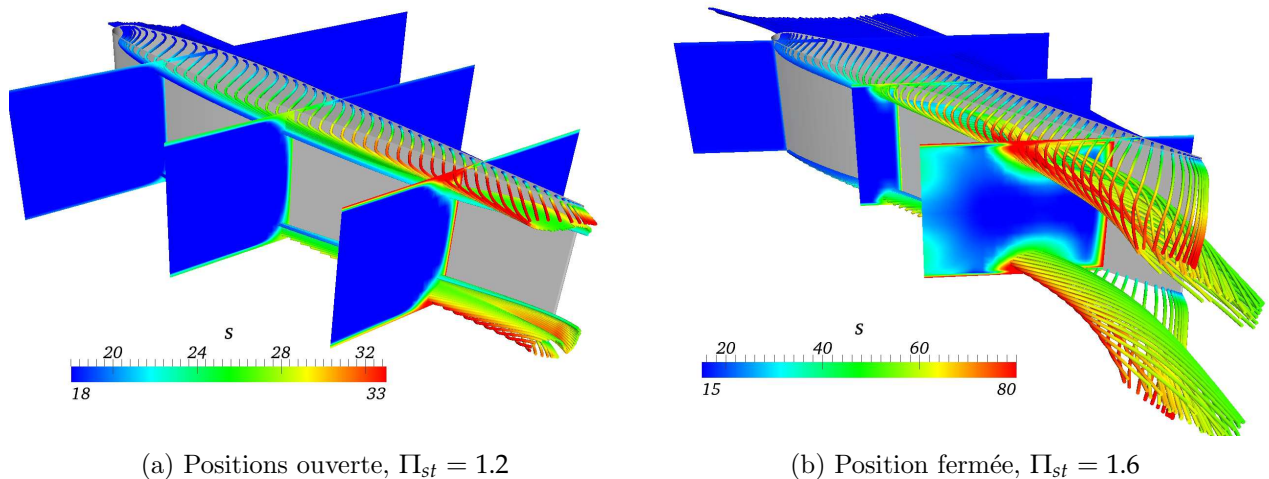 s
20 24 28 32
18 33
(a) Positions ouverte, Π_st = 1.2
s
20 40 60
15 80
(b) Position fermée, Π_st = 1.6